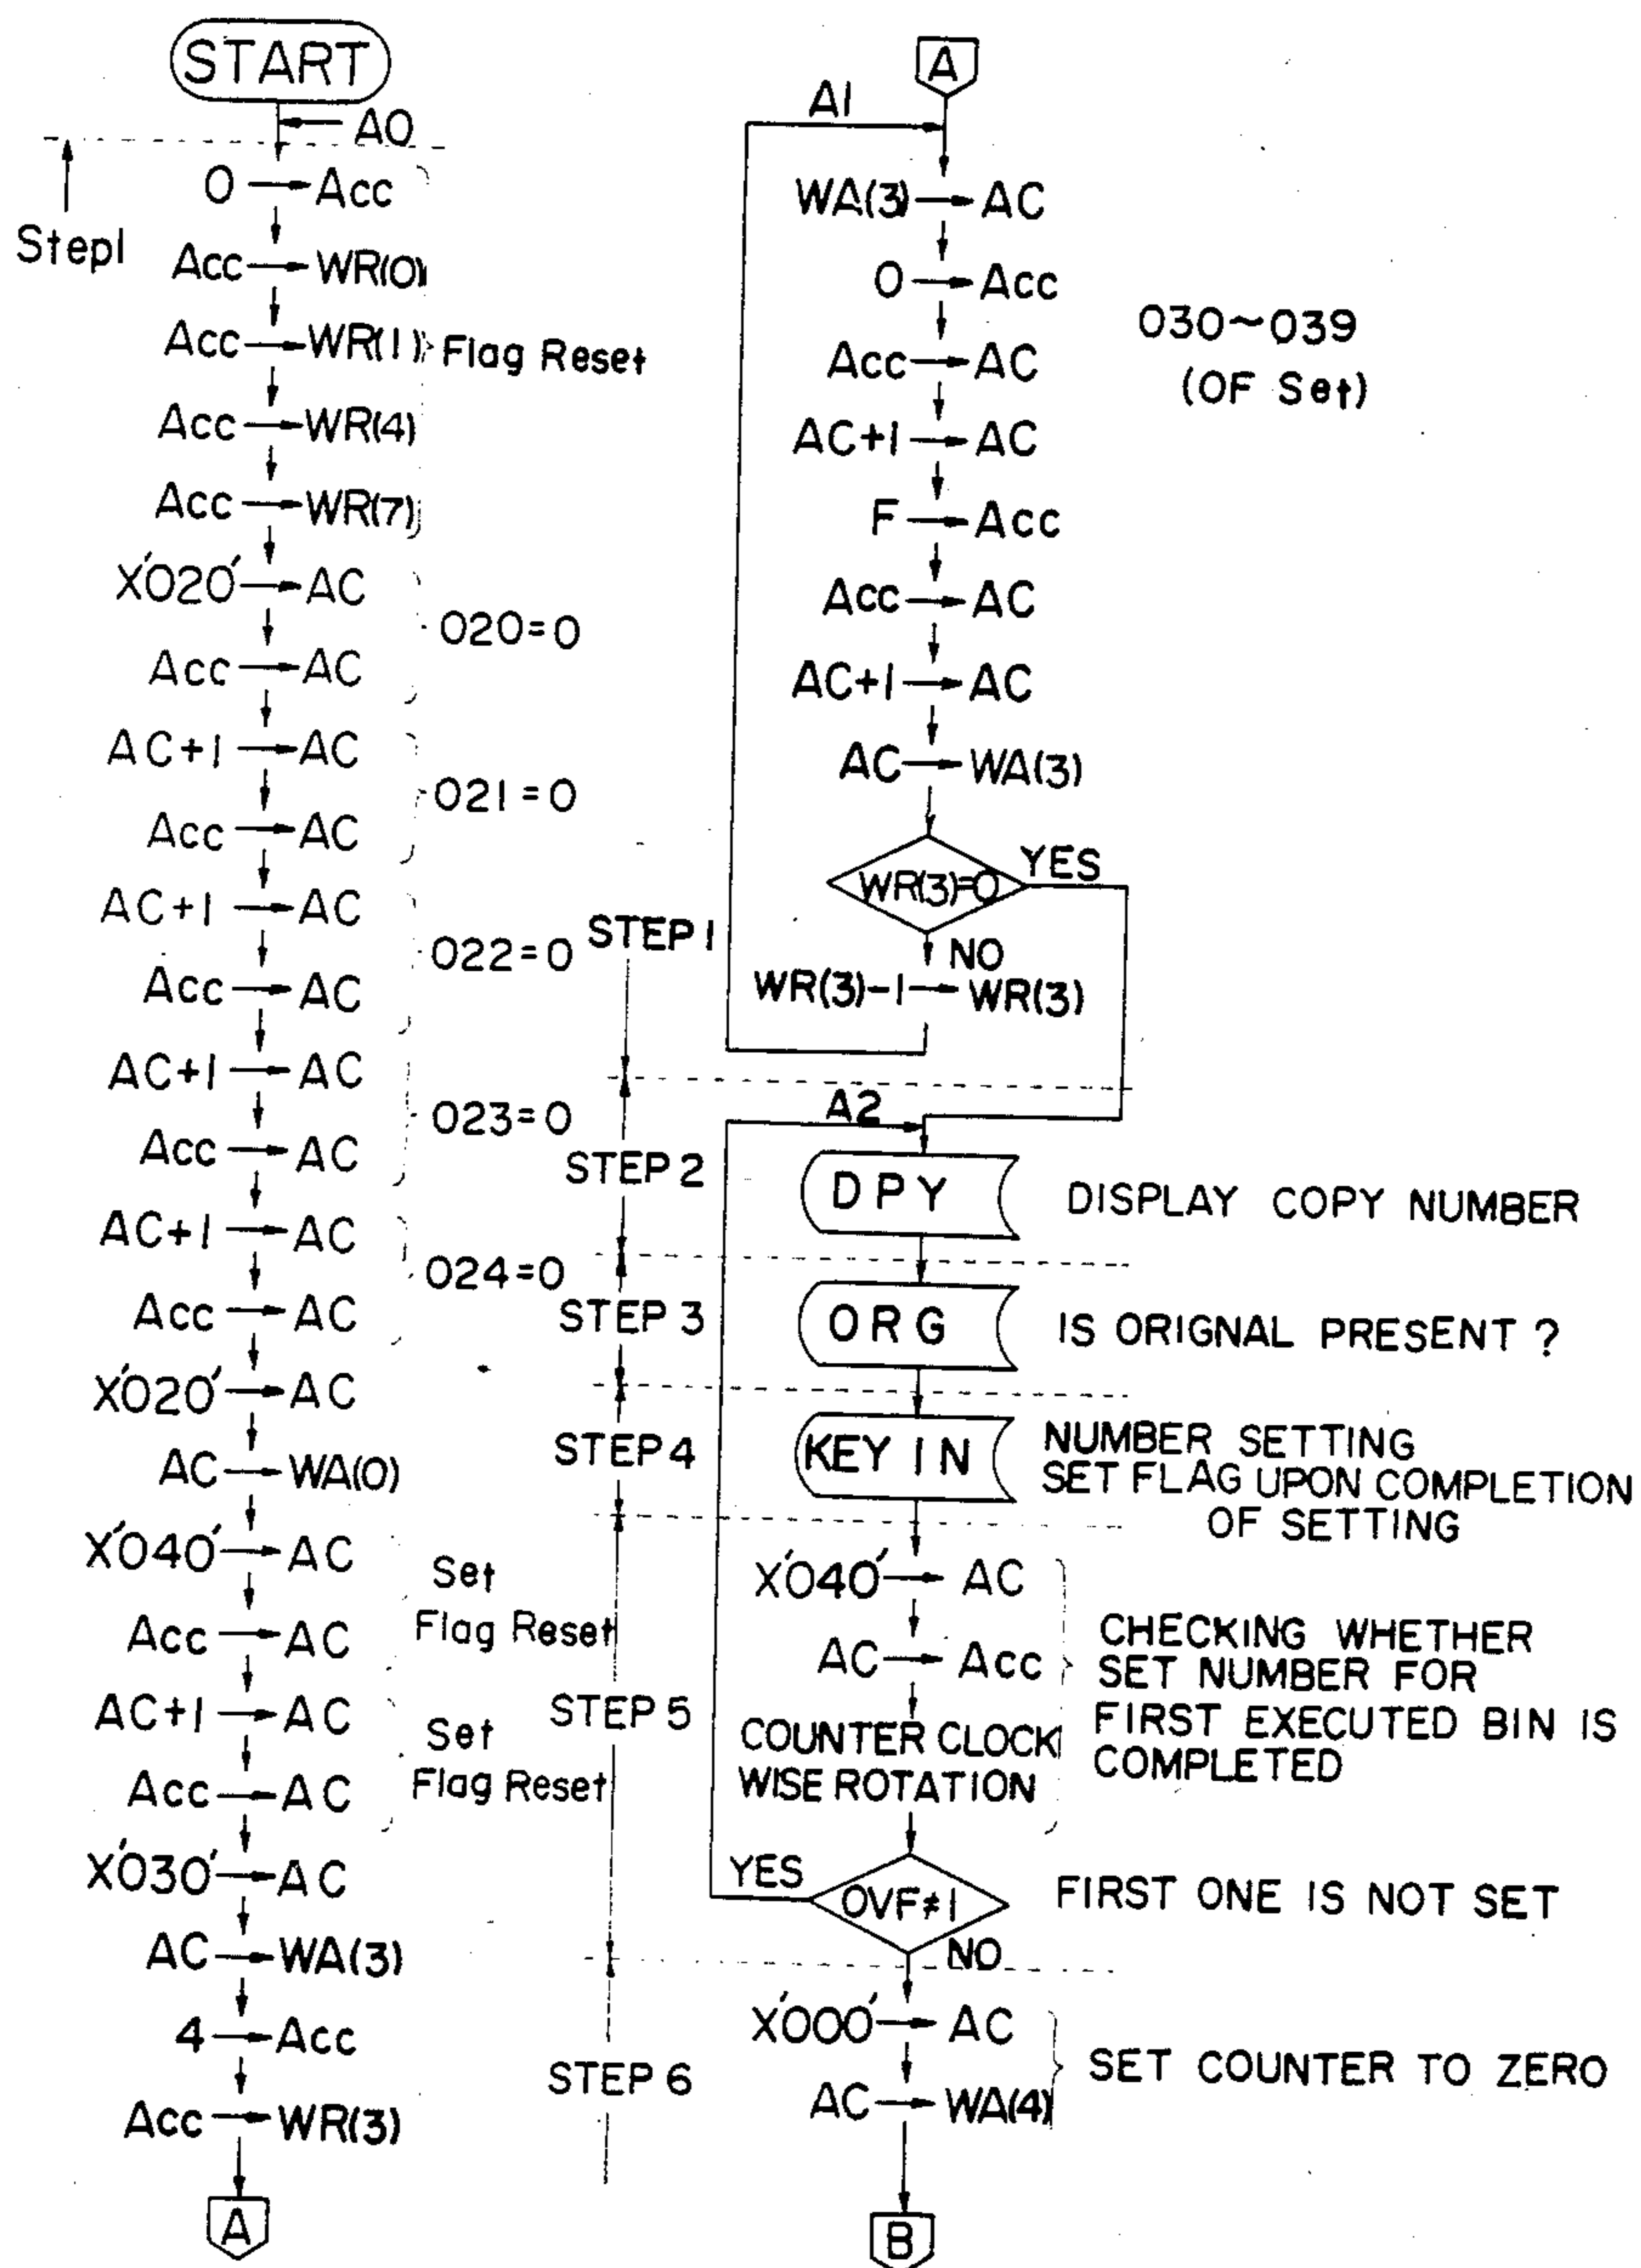 START
A0
Step1
0 → Acc
Acc → WR(0)
Acc → WR(1)
Flag Reset
Acc → WR(4)
Acc → WR(7)
X'020' → AC
Acc → AC
020=0
AC+1 → AC
Acc → AC
021=0
AC+1 → AC
Acc → AC
022=0
AC+1 → AC
Acc → AC
023=0
AC+1 → AC
Acc → AC
024=0
X'020' → AC
AC → WA(0)
X'040' → AC
Acc → AC
Set
Flag Reset
AC+1 → AC
Acc → AC
Set
Flag Reset
X'030' → AC
AC → WA(3)
4 → Acc
Acc → WR(3)
A
A
A1
WA(3) → AC
0 → Acc
Acc → AC
AC+1 → AC
F → Acc
Acc → AC
AC+1 → AC
AC → WA(3)
030~039
(OF Set)
WR(3)=0
YES
NO
WR(3)-1 → WR(3)
STEP 1
A2
STEP 2
DPY
DISPLAY COPY NUMBER
STEP 3
ORG
IS ORIGNAL PRESENT ?
STEP 4
KEY IN
NUMBER SETTING
SET FLAG UPON COMPLETION
OF SETTING
STEP 5
X'040' → AC
AC → Acc
COUNTER CLOCK
WISE ROTATION
CHECKING WHETHER
SET NUMBER FOR
FIRST EXECUTED BIN IS
COMPLETED
YES
OVF≠1
FIRST ONE IS NOT SET
NO
STEP 6
X'000' → AC
AC → WA(4)
SET COUNTER TO ZERO
B